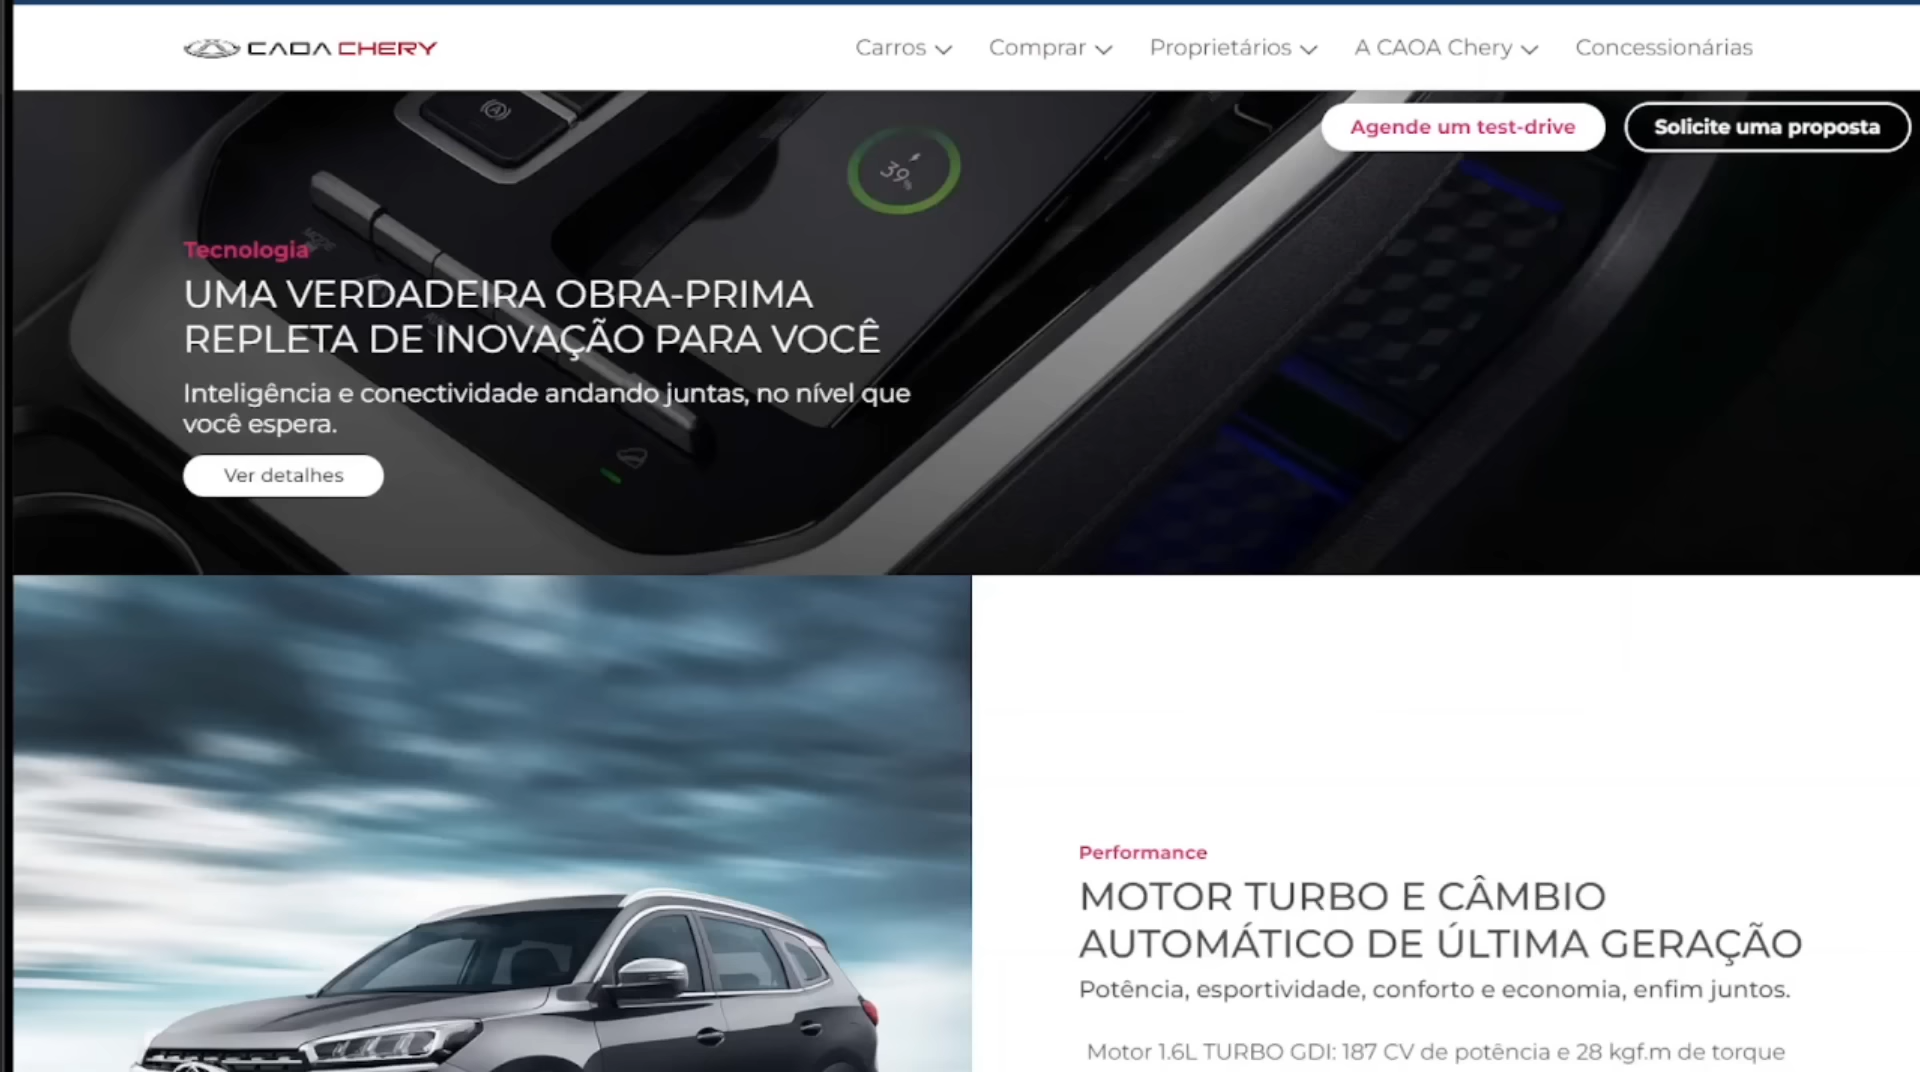 CAOA CHERY
Carros
Comprar
Proprietários
A CAOA Chery
Concessionárias
Agende um test-drive
Solicite uma proposta
39%
Tecnologia
UMA VERDADEIRA OBRA-PRIMA
REPLETA DE INOVAÇÃO PARA VOCÊ
Inteligência e conectividade andando juntas, no nível que
você espera.
Ver detalhes
Performance
MOTOR TURBO E CÂMBIO
AUTOMÁTICO DE ÚLTIMA GERAÇÃO
Potência, esportividade, conforto e economia, enfim juntos.
Motor 1.6L TURBO GDI: 187 CV de potência e 28 kgf.m de torque